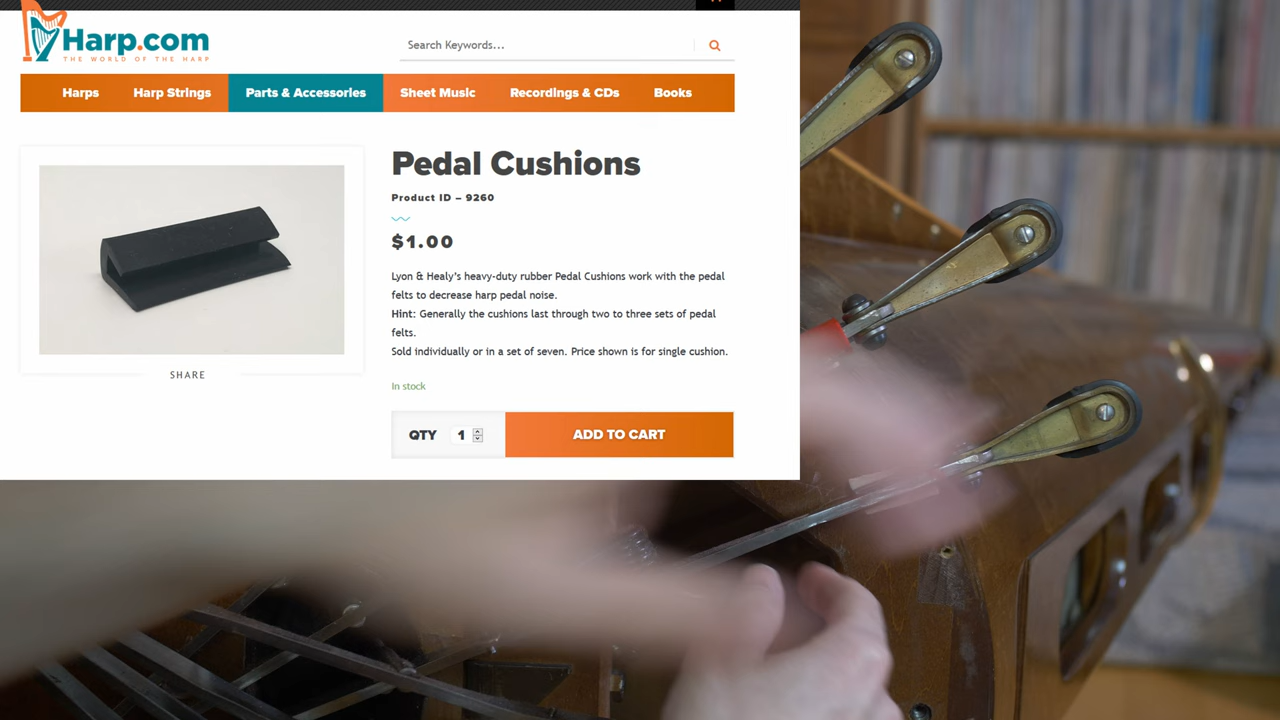 Harp.com
THE WORLD OF THE HARP
Search Keywords...
Harps Harp Strings Parts & Accessories Sheet Music Recordings & CDs Books
Pedal Cushions
Product ID – 9260
$1.00
Lyon & Healy's heavy-duty rubber Pedal Cushions work with the pedal
felts to decrease harp pedal noise.
Hint: Generally the cushions last through two to three sets of pedal
felts.
Sold individually or in a set of seven. Price shown is for single cushion.
SHARE
In stock
QTY 1 ADD TO CART